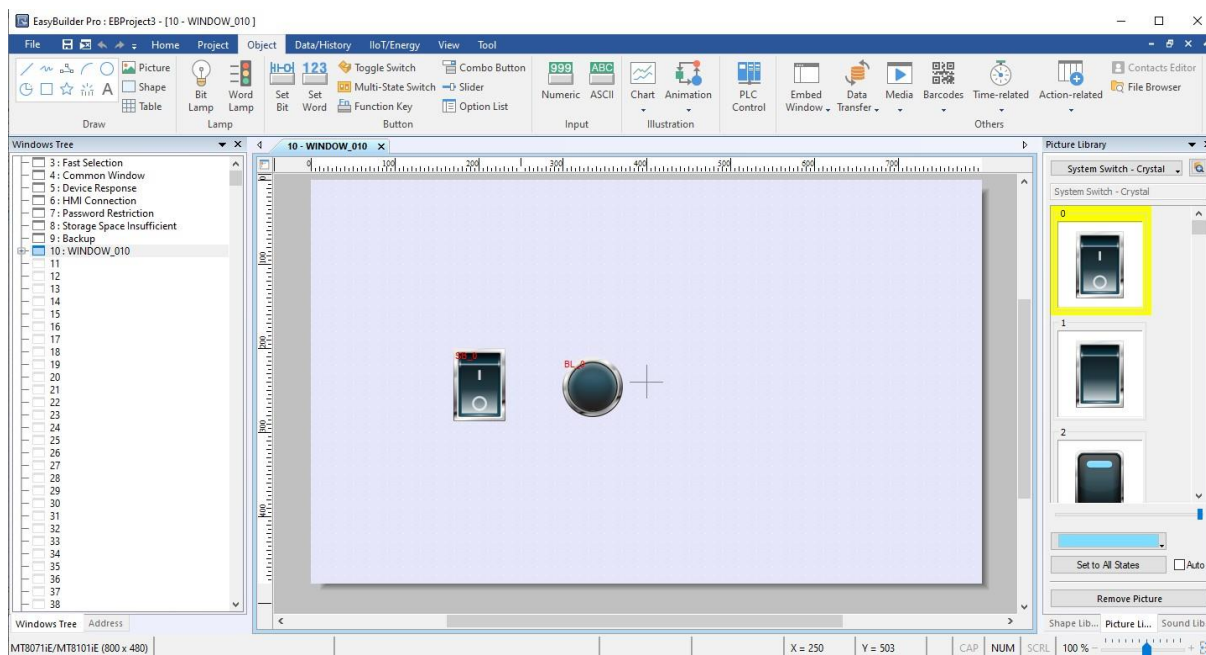 EasyBuilder Pro : EBProject3 - [10 - WINDOW_010 ]
File Home Project Object Data/History IIoT/Energy View Tool
Picture
Shape
Table
Draw
Bit Lamp
Word Lamp
Lamp
Set Bit
123
Set Word
Toggle Switch
Multi-State Switch
Function Key
Combo Button
Slider
Option List
Button
999
Numeric
ABC
ASCII
Input
Chart
Animation
Illustration
PLC Control
Embed Window
Data Transfer
Media
Barcodes
Time-related
Action-related
Contacts Editor
File Browser
Others
Windows Tree
3 : Fast Selection
4 : Common Window
5 : Device Response
6 : HMI Connection
7 : Password Restriction
8 : Storage Space Insufficient
9 : Backup
10 : WINDOW_010
11
12
13
14
15
16
17
18
19
20
21
22
23
24
25
26
27
28
29
30
31
32
33
34
35
36
37
38
Windows Tree Address
10 - WINDOW_010
0 100 200 300 400 500 600 700
100
200
300
400
SB_0
BL_0
Picture Library
System Switch - Crystal
System Switch - Crystal
0
1
2
Set to All States
Auto
Remove Picture
Shape Lib... Picture Li... Sound Lib
MT8071iE/MT8101iE (800 x 480)
X = 250 Y = 503 CAP NUM SCRL 100 %